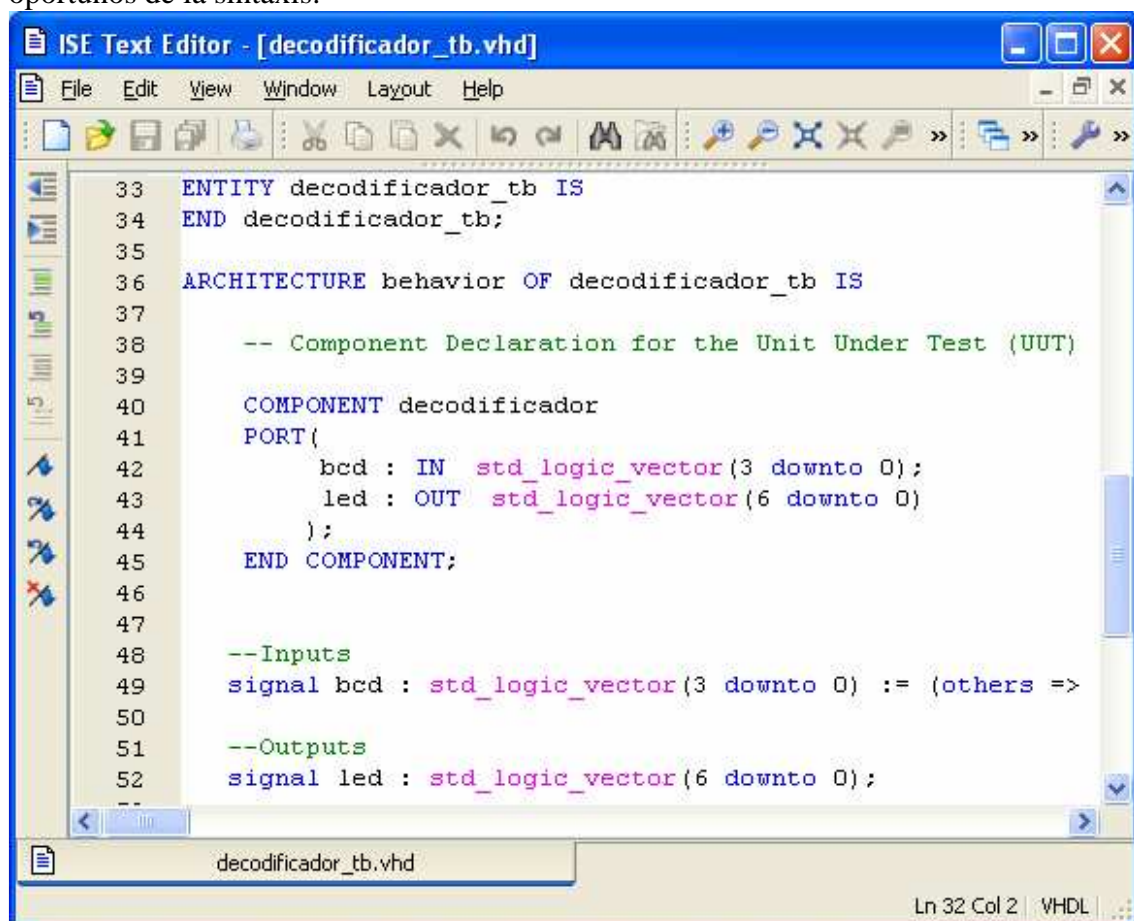 oportunos de la sintaxis.
ISE Text Editor - [decodificador_tb.vhd]
File Edit View Window Layout Help
33 ENTITY decodificador_tb IS
34 END decodificador_tb;
35
36 ARCHITECTURE behavior OF decodificador_tb IS
37
38 -- Component Declaration for the Unit Under Test (UUT)
39
40 COMPONENT decodificador
41 PORT(
42 bcd : IN std_logic_vector(3 downto 0);
43 led : OUT std_logic_vector(6 downto 0)
44 );
45 END COMPONENT;
46
47
48 --Inputs
49 signal bcd : std_logic_vector(3 downto 0) := (others =>
50
51 --Outputs
52 signal led : std_logic_vector(6 downto 0);
decodificador_tb.vhd
Ln 32 Col 2 VHDL